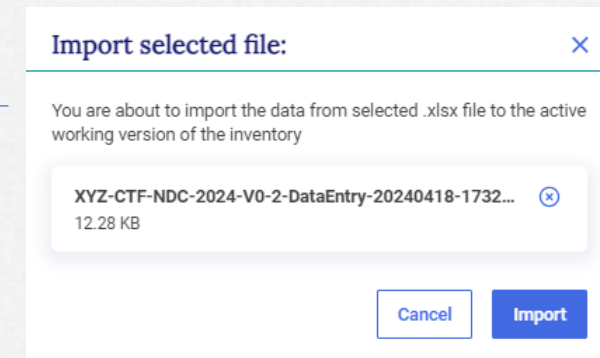 Import selected file:
You are about to import the data from selected .xlsx file to the active
working version of the inventory
XYZ-CTF-NDC-2024-V0-2-DataEntry-20240418-1732...
12.28 KB
Cancel
Import